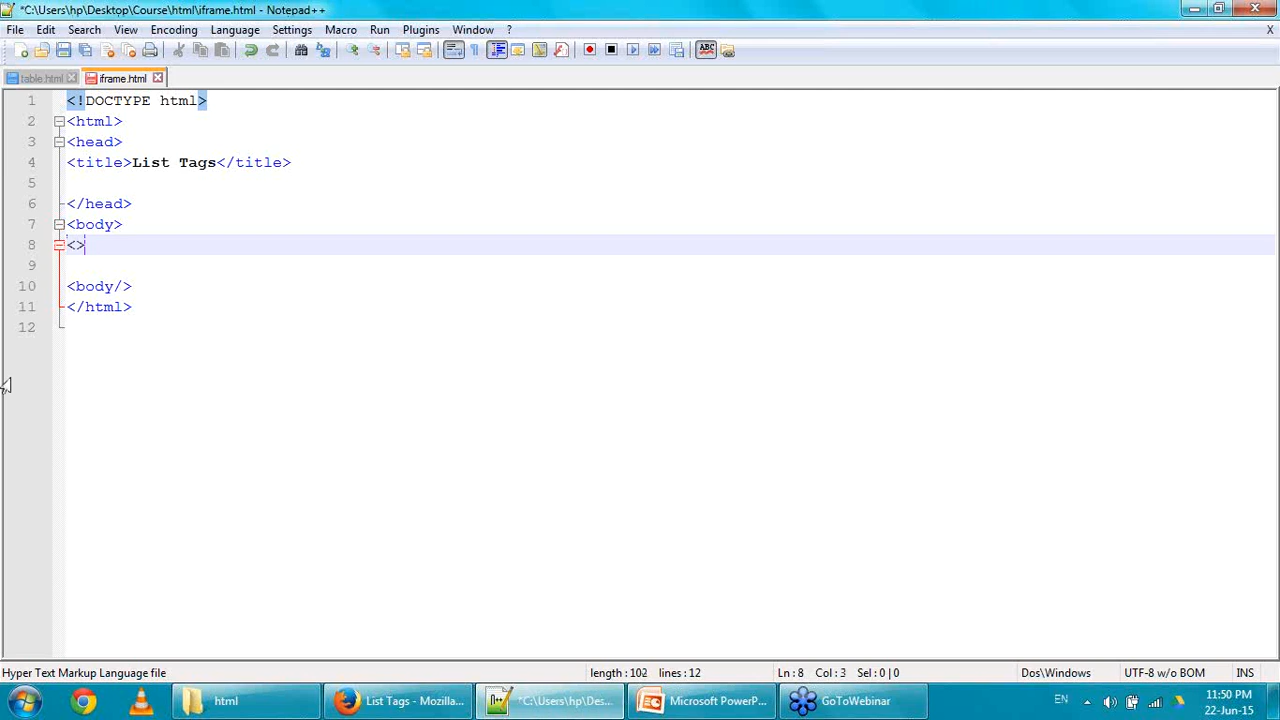 *C:\Users\hp\Desktop\Course\html\iframe.html - Notepad++
File Edit Search View Encoding Language Settings Macro Run Plugins Window ? X
table.html iframe.html
1 <!DOCTYPE html>
2 <html>
3 <head>
4 <title>List Tags</title>
5
6 </head>
7 <body>
8 <>
9
10 <body/>
11 </html>
12
Hyper Text Markup Language file length : 102 lines : 12 Ln : 8 Col : 3 Sel : 0 | 0 Dos\Windows UTF-8 w/o BOM INS
html List Tags - Mozilla... *C:\Users\hp\Des... Microsoft PowerP... GoToWebinar EN 11:50 PM
22-Jun-15